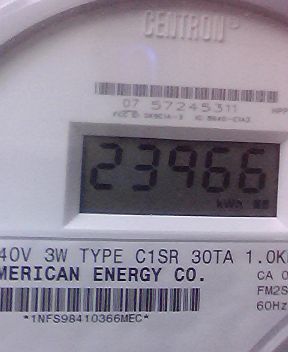 CENTRON®
07 57245311
23966
kWh
40V 3W TYPE C1SR 30TA 1.0K
MERICAN ENERGY CO.
CA 0
FM2S
60Hz
*1NFS98410366MEC*